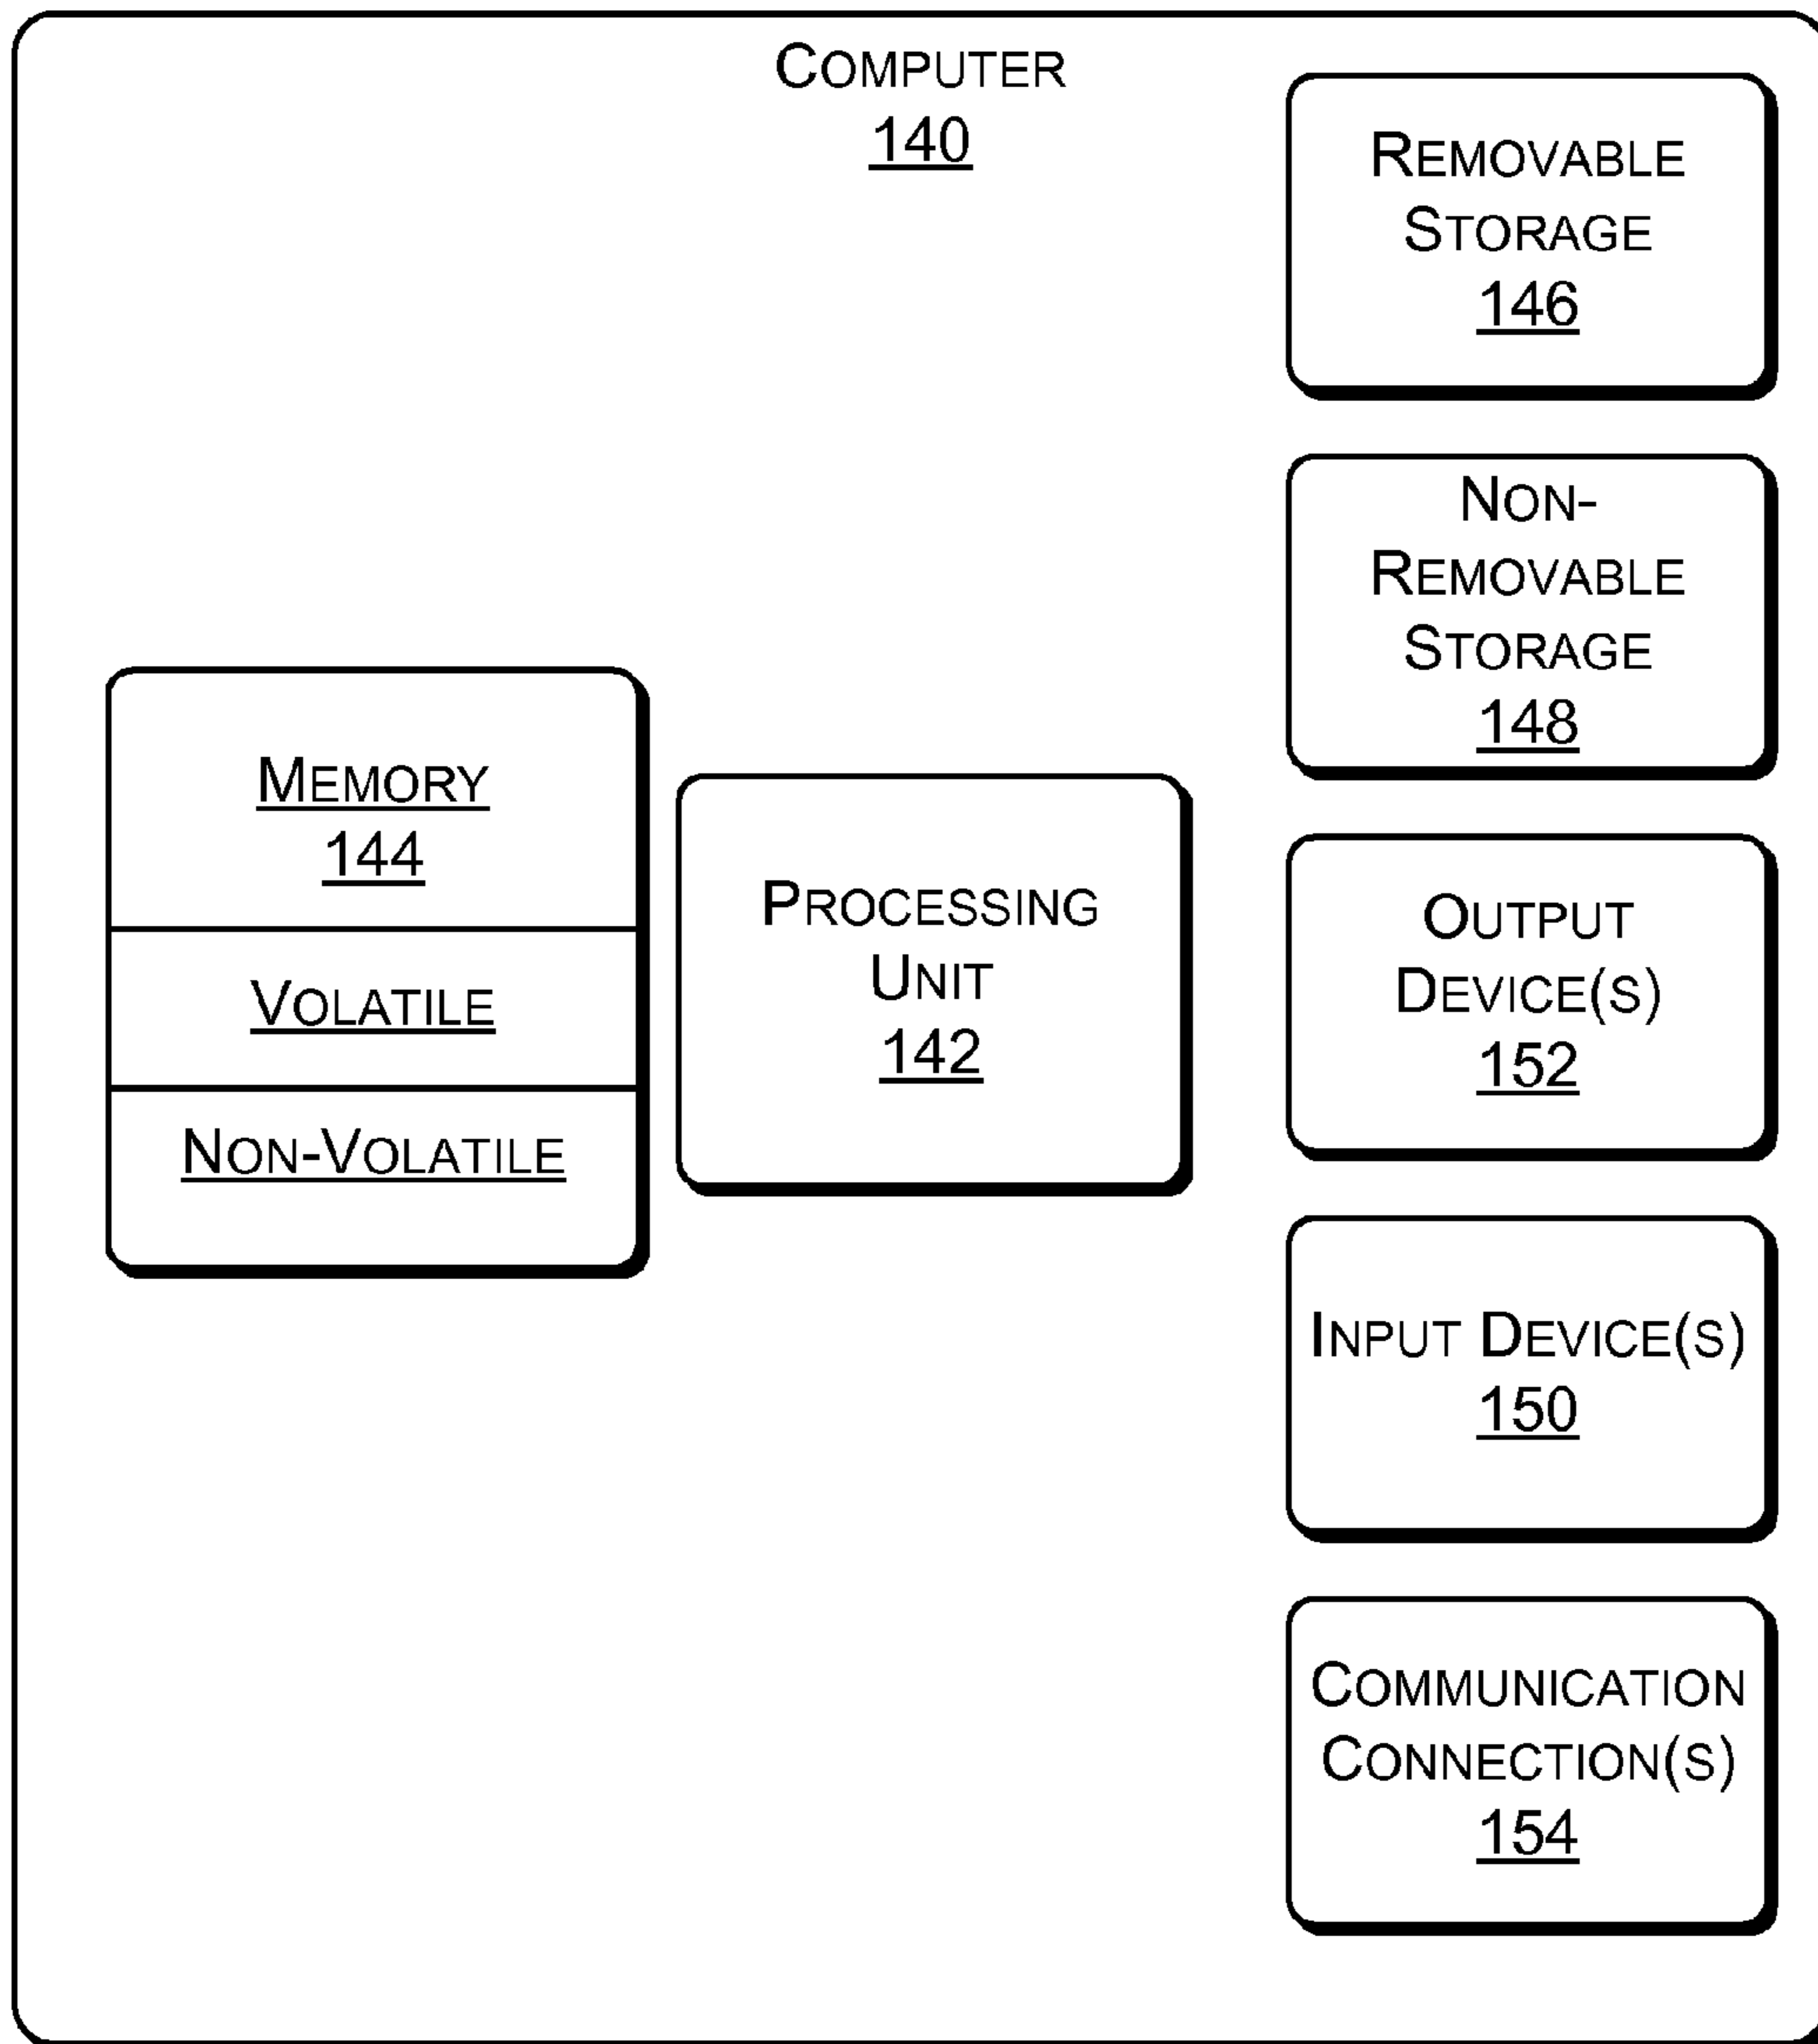 COMPUTER
140
MEMORY
144
VOLATILE
NON-VOLATILE
PROCESSING
UNIT
142
REMOVABLE
STORAGE
146
NON-
REMOVABLE
STORAGE
148
OUTPUT
DEVICE(S)
152
INPUT DEVICE(S)
150
COMMUNICATION
CONNECTION(S)
154